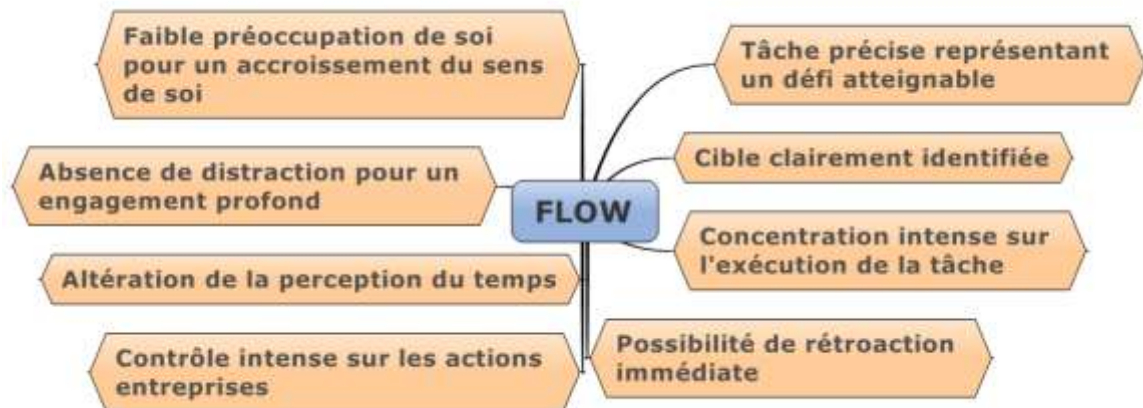 Faible préoccupation de soi
pour un accroissement du sens
de soi
Absence de distraction pour un
engagement profond
Altération de la perception du temps
Contrôle intense sur les actions
entreprises
FLOW
Tâche précise représentant
un défi atteignable
Cible clairement identifiée
Concentration intense sur
l'exécution de la tâche
Possibilité de rétroaction
immédiate